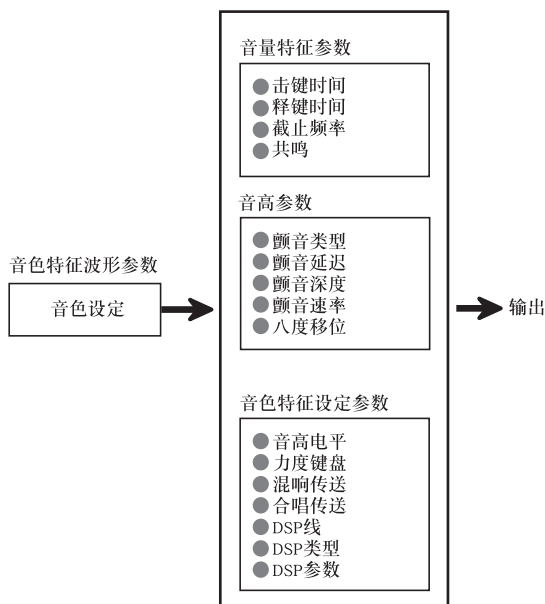 音色特征波形参数
音色设定
音量特征参数
击键时间
释键时间
截止频率
共鸣
音高参数
颤音类型
颤音延迟
颤音深度
颤音速率
八度移位
音色特征设定参数
音高电平
力度键盘
混响传送
合唱传送
DSP线
DSP类型
DSP参数
输出